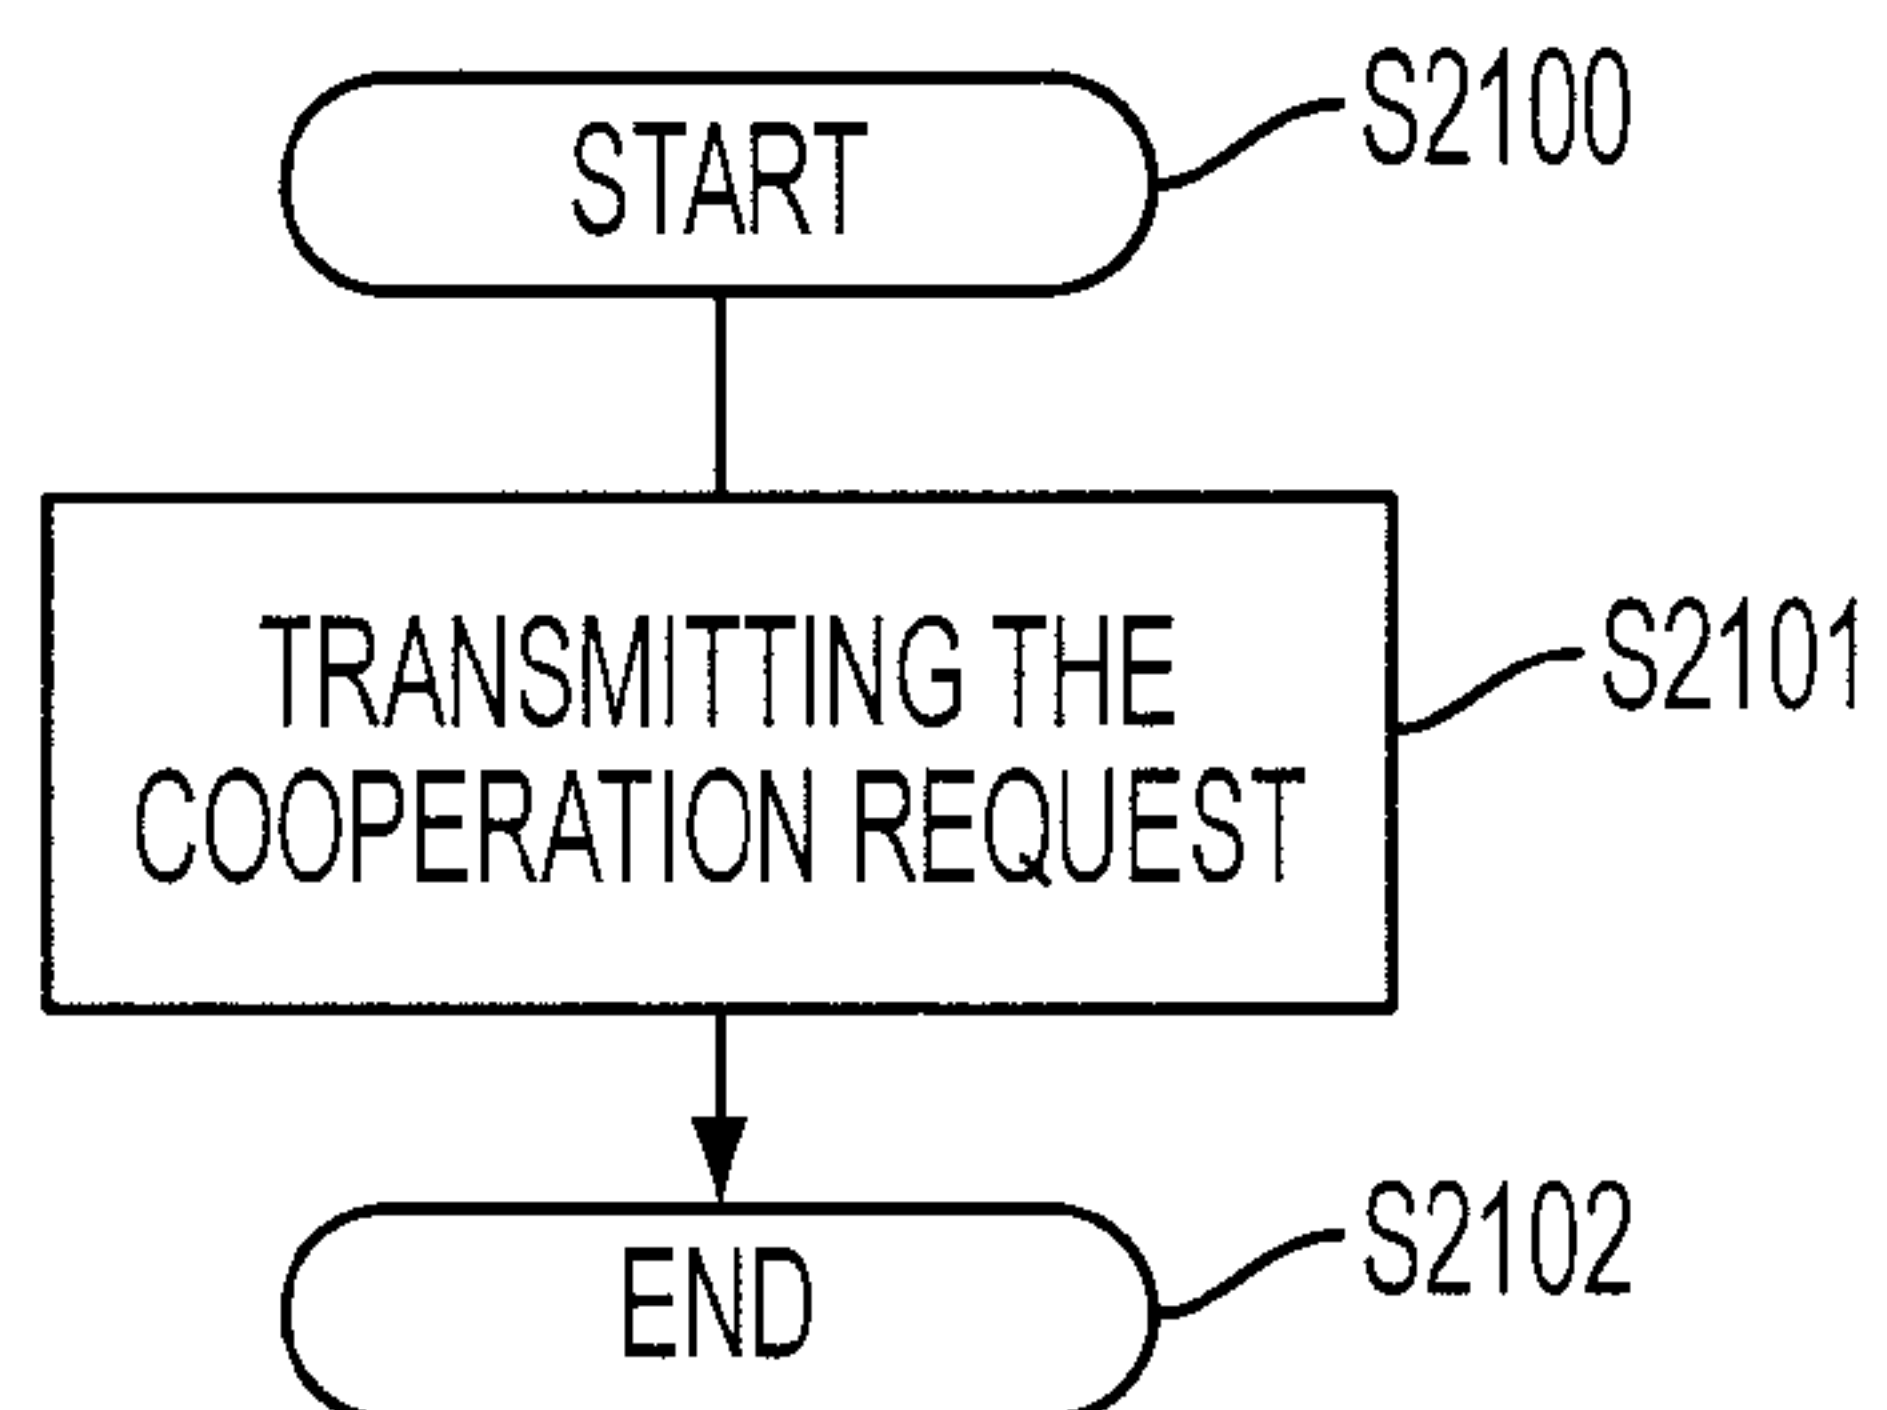 START
S2100
TRANSMITTING THE
COOPERATION REQUEST
S2101
END
S2102